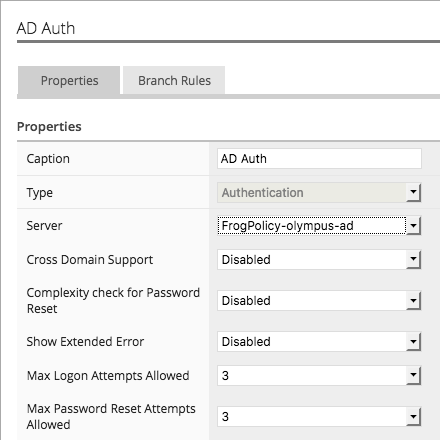 AD Auth
Properties Branch Rules
Properties
Caption AD Auth
Type Authentication
Server FrogPolicy-olympus-ad
Cross Domain Support Disabled
Complexity check for Password
Reset Disabled
Show Extended Error Disabled
Max Logon Attempts Allowed 3
Max Password Reset Attempts
Allowed 3